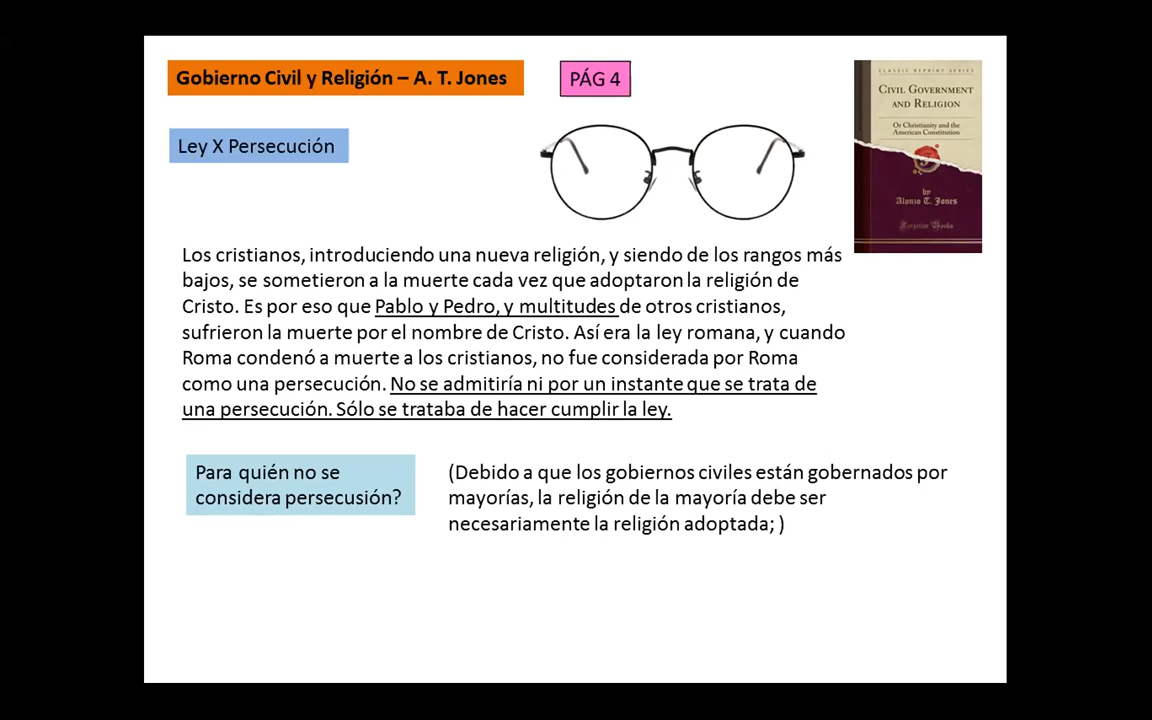 Gobierno Civil y Religión – A. T. Jones
PÁG 4
CLASSIC REPRINT SERIES
CIVIL GOVERNMENT
AND RELIGION
Or Christianity and the
American Constitution
by
Alonzo T. Jones
Forgotten Books
Ley X Persecución
Los cristianos, introduciendo una nueva religión, y siendo de los rangos más
bajos, se sometieron a la muerte cada vez que adoptaron la religión de
Cristo. Es por eso que Pablo y Pedro, y multitudes de otros cristianos,
sufrieron la muerte por el nombre de Cristo. Así era la ley romana, y cuando
Roma condenó a muerte a los cristianos, no fue considerada por Roma
como una persecución. No se admitiría ni por un instante que se trata de
una persecución. Sólo se trataba de hacer cumplir la ley.
Para quién no se
considera persecusión?
(Debido a que los gobiernos civiles están gobernados por
mayorías, la religión de la mayoría debe ser
necesariamente la religión adoptada; )